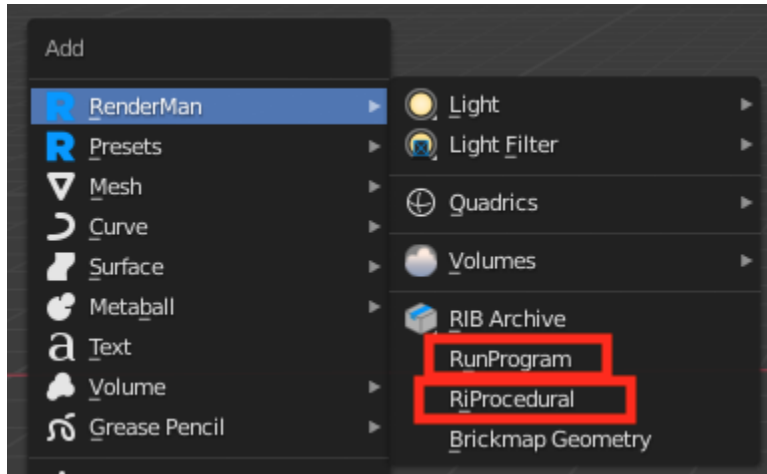 Add
RenderMan
Presets
Mesh
Curve
Surface
Metaball
Text
Volume
Grease Pencil
Light
Light Filter
Quadrics
Volumes
RIB Archive
RunProgram
RiProcedural
Brickmap Geometry